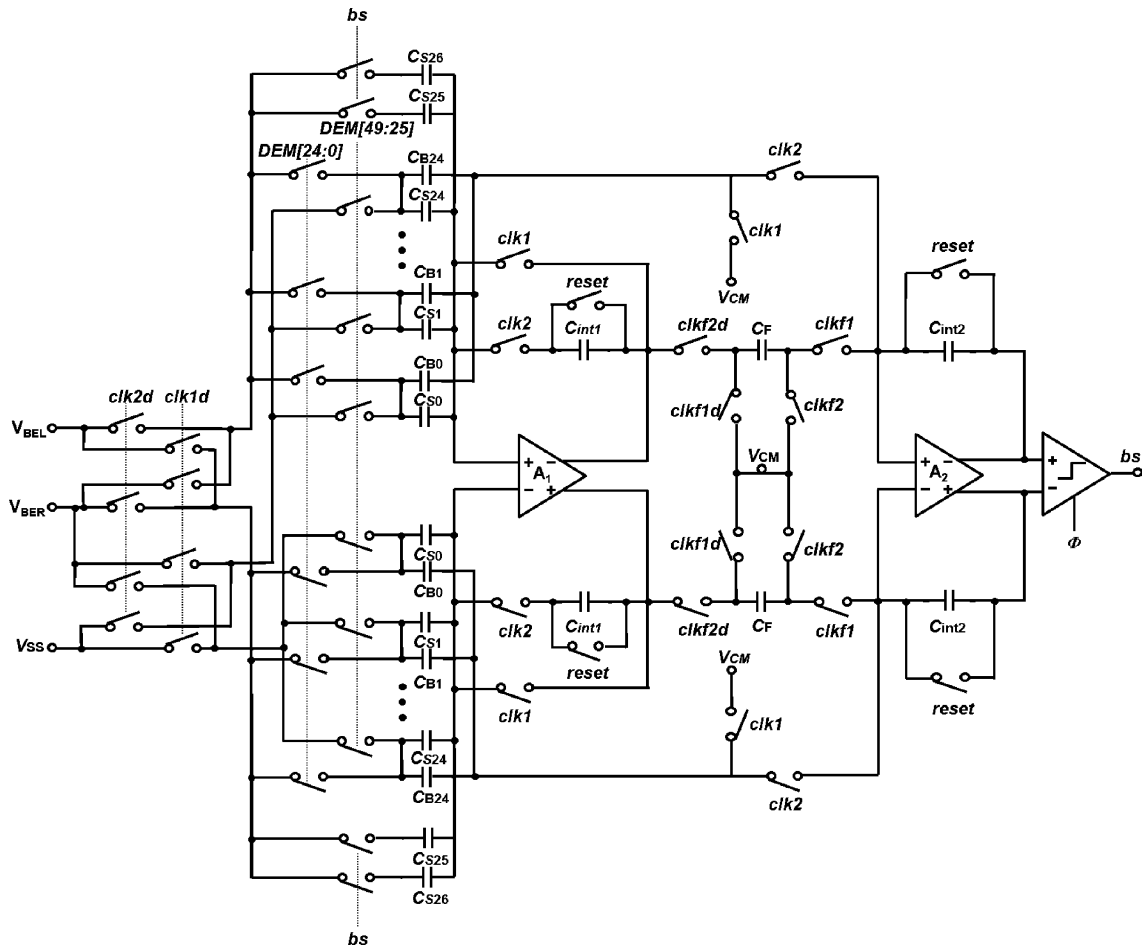 bs
CS26
CS25
DEM[49:25]
DEM[24:0]
CB24
CS24
clk2
clk1
VCM
clk1
reset
reset
CB1
CS1
clk2
Cint1
clkf2d
CF
clkf1
Cint2
CB0
CS0
clk2d
clk1d
clkf1d
clkf2
VBEL
VCM
+
−
A1
−
+
+
−
A2
−
+
+
−
bs
VBER
Φ
CS0
CB0
clkf1d
clkf2
VSS
clk2
Cint1
clkf2d
CF
clkf1
Cint2
CS1
CB1
reset
VCM
clk1
clk1
reset
CS24
CB24
clk2
CS25
CS26
bs